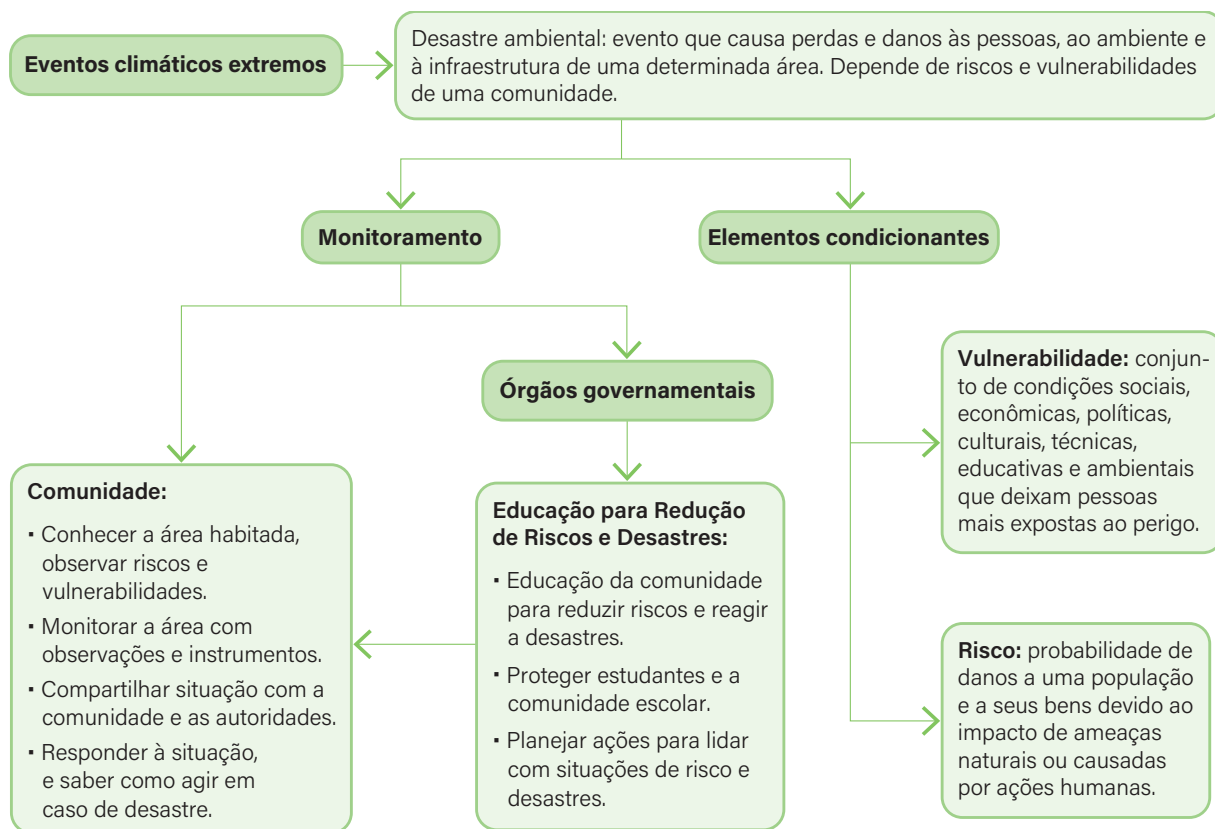 Eventos climáticos extremos
Desastre ambiental: evento que causa perdas e danos às pessoas, ao ambiente e
à infraestrutura de uma determinada área. Depende de riscos e vulnerabilidades
de uma comunidade.
Monitoramento
Elementos condicionantes
Órgãos governamentais
Comunidade:
• Conhecer a área habitada,
observar riscos e
vulnerabilidades.
• Monitorar a área com
observações e instrumentos.
• Compartilhar situação com a
comunidade e as autoridades.
• Responder à situação,
e saber como agir em
caso de desastre.
Educação para Redução
de Riscos e Desastres:
• Educação da comunidade
para reduzir riscos e reagir
a desastres.
• Proteger estudantes e a
comunidade escolar.
• Planejar ações para lidar
com situações de risco e
desastres.
Vulnerabilidade: conjun-
to de condições sociais,
econômicas, políticas,
culturais, técnicas,
educativas e ambientais
que deixam pessoas
mais expostas ao perigo.
Risco: probabilidade de
danos a uma população
e a seus bens devido ao
impacto de ameaças
naturais ou causadas
por ações humanas.